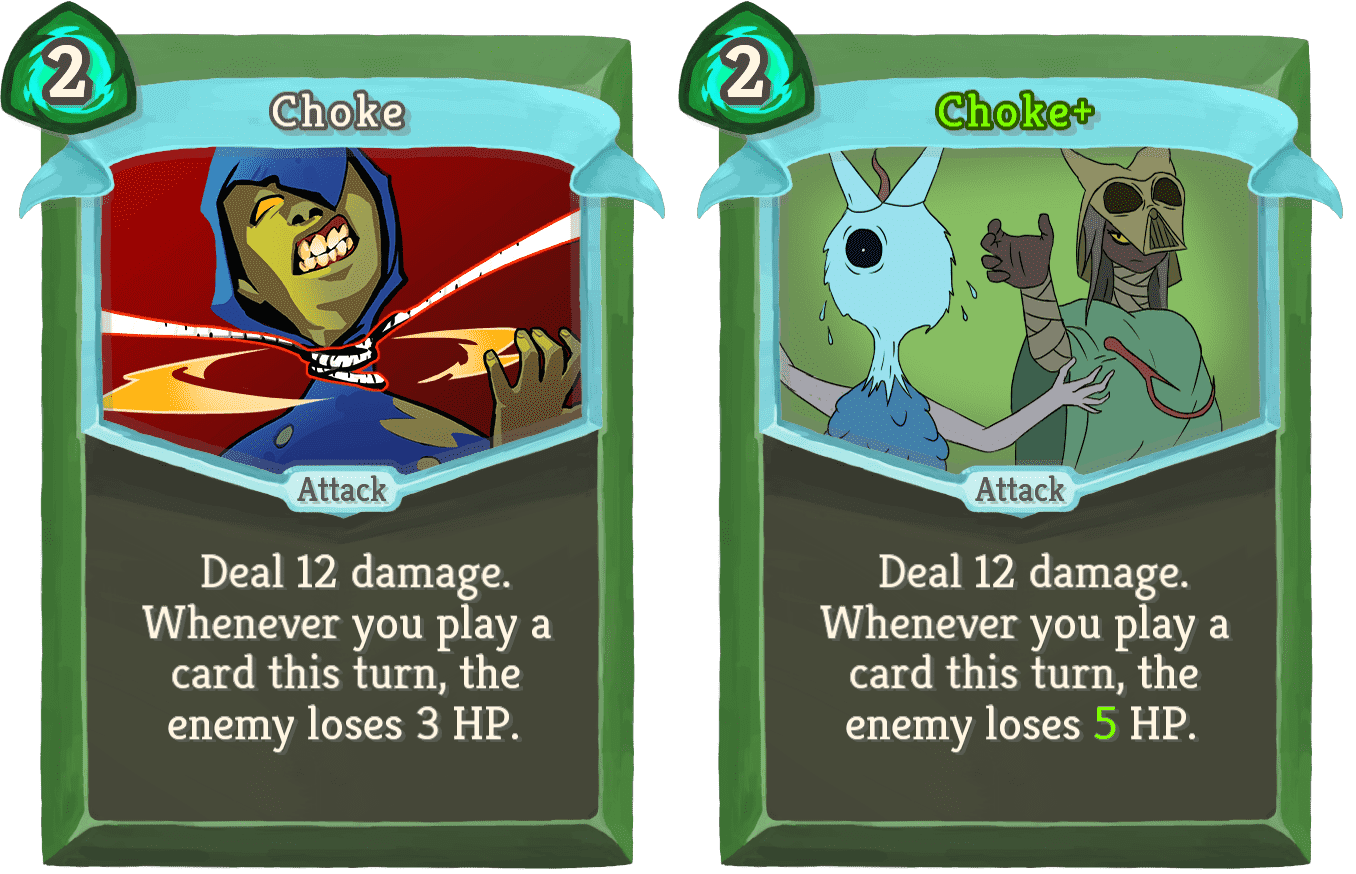 2
Choke
Attack
Deal 12 damage.
Whenever you play a
card this turn, the
enemy loses 3 HP.
2
Choke+
Attack
Deal 12 damage.
Whenever you play a
card this turn, the
enemy loses 5 HP.